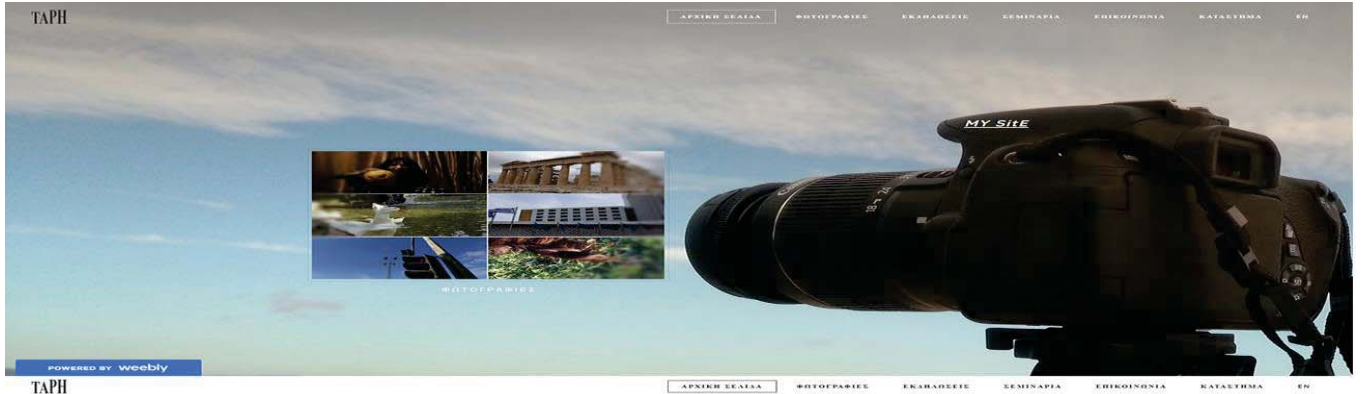 TAPH ΑΡΧΙΚΗ ΣΕΛΙΔΑ ΦΩΤΟΓΡΑΦΙΕΣ ΕΚΔΗΛΩΣΕΙΣ ΣΕΜΙΝΑΡΙΑ ΕΠΙΚΟΙΝΩΝΙΑ ΚΑΤΑΣΤΗΜΑ EN
MY SitE
Canon
ΦΩΤΟΓΡΑΦΙΕΣ
POWERED BY weebly
TAPH ΑΡΧΙΚΗ ΣΕΛΙΔΑ ΦΩΤΟΓΡΑΦΙΕΣ ΕΚΔΗΛΩΣΕΙΣ ΣΕΜΙΝΑΡΙΑ ΕΠΙΚΟΙΝΩΝΙΑ ΚΑΤΑΣΤΗΜΑ EN